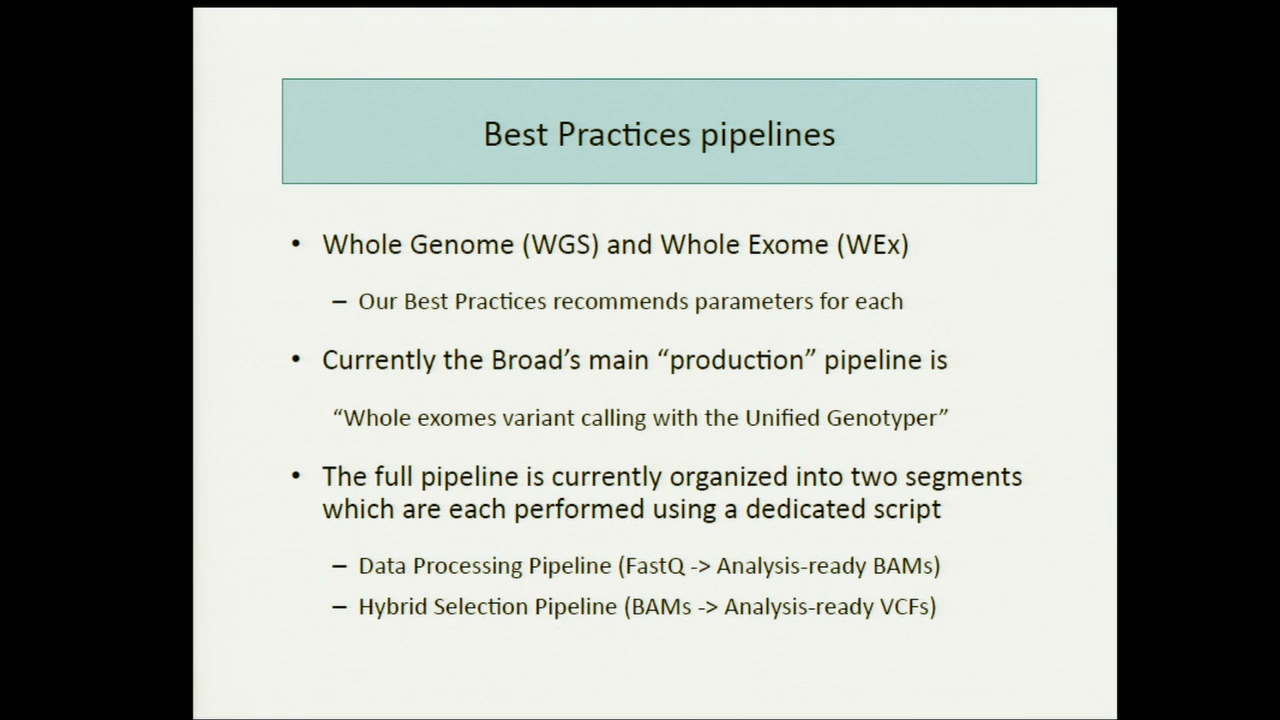 Best Practices pipelines
• Whole Genome (WGS) and Whole Exome (WEx)
– Our Best Practices recommends parameters for each
• Currently the Broad’s main “production” pipeline is
“Whole exomes variant calling with the Unified Genotyper”
• The full pipeline is currently organized into two segments
which are each performed using a dedicated script
– Data Processing Pipeline (FastQ -> Analysis-ready BAMs)
– Hybrid Selection Pipeline (BAMs -> Analysis-ready VCFs)